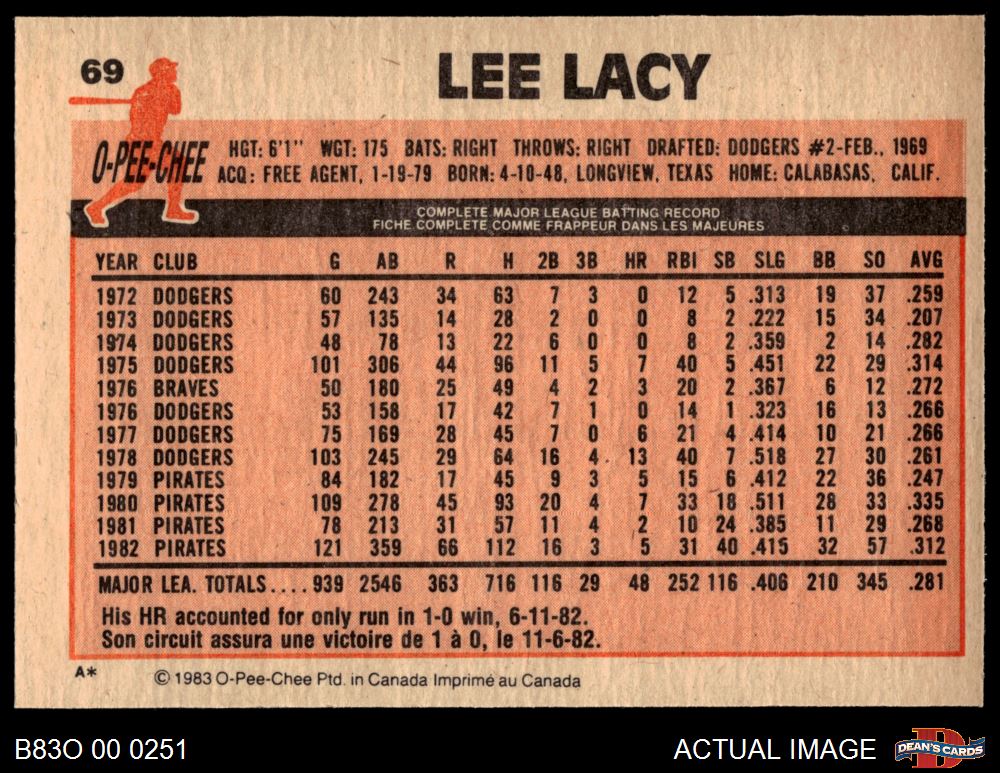 69
LEE LACY
O-PEE-CHEE
HGT: 6'1" WGT: 175 BATS: RIGHT THROWS: RIGHT DRAFTED: DODGERS #2-FEB., 1969
ACQ: FREE AGENT, 1-19-79 BORN: 4-10-48, LONGVIEW, TEXAS HOME: CALABASAS, CALIF.
COMPLETE MAJOR LEAGUE BATTING RECORD
FICHE COMPLETE COMME FRAPPEUR DANS LES MAJEURES
YEAR CLUB G AB R H 2B 3B HR RBI SB SLG BB SO AVG
1972 DODGERS 60 243 34 63 7 3 0 12 5 .313 19 37 .259
1973 DODGERS 57 135 14 28 2 0 0 8 2 .222 15 34 .207
1974 DODGERS 48 78 13 22 6 0 0 8 2 .359 2 14 .282
1975 DODGERS 101 306 44 96 11 5 7 40 5 .451 22 29 .314
1976 BRAVES 50 180 25 49 4 2 3 20 2 .367 6 12 .272
1976 DODGERS 53 158 17 42 7 1 0 14 1 .323 16 13 .266
1977 DODGERS 75 169 28 45 7 0 6 21 4 .414 10 21 .266
1978 DODGERS 103 245 29 64 16 4 13 40 7 .518 27 30 .261
1979 PIRATES 84 182 17 45 9 3 5 15 6 .412 22 36 .247
1980 PIRATES 109 278 45 93 20 4 7 33 18 .511 28 33 .335
1981 PIRATES 78 213 31 57 11 4 2 10 24 .385 11 29 .268
1982 PIRATES 121 359 66 112 16 3 5 31 40 .415 32 57 .312
MAJOR LEA. TOTALS.... 939 2546 363 716 116 29 48 252 116 .406 210 345 .281
His HR accounted for only run in 1-0 win, 6-11-82.
Son circuit assura une victoire de 1 à 0, le 11-6-82.
A*
© 1983 O-Pee-Chee Ptd. in Canada Imprimé au Canada
B83O 00 0251
ACTUAL IMAGE
D
DEAN'S CARDS